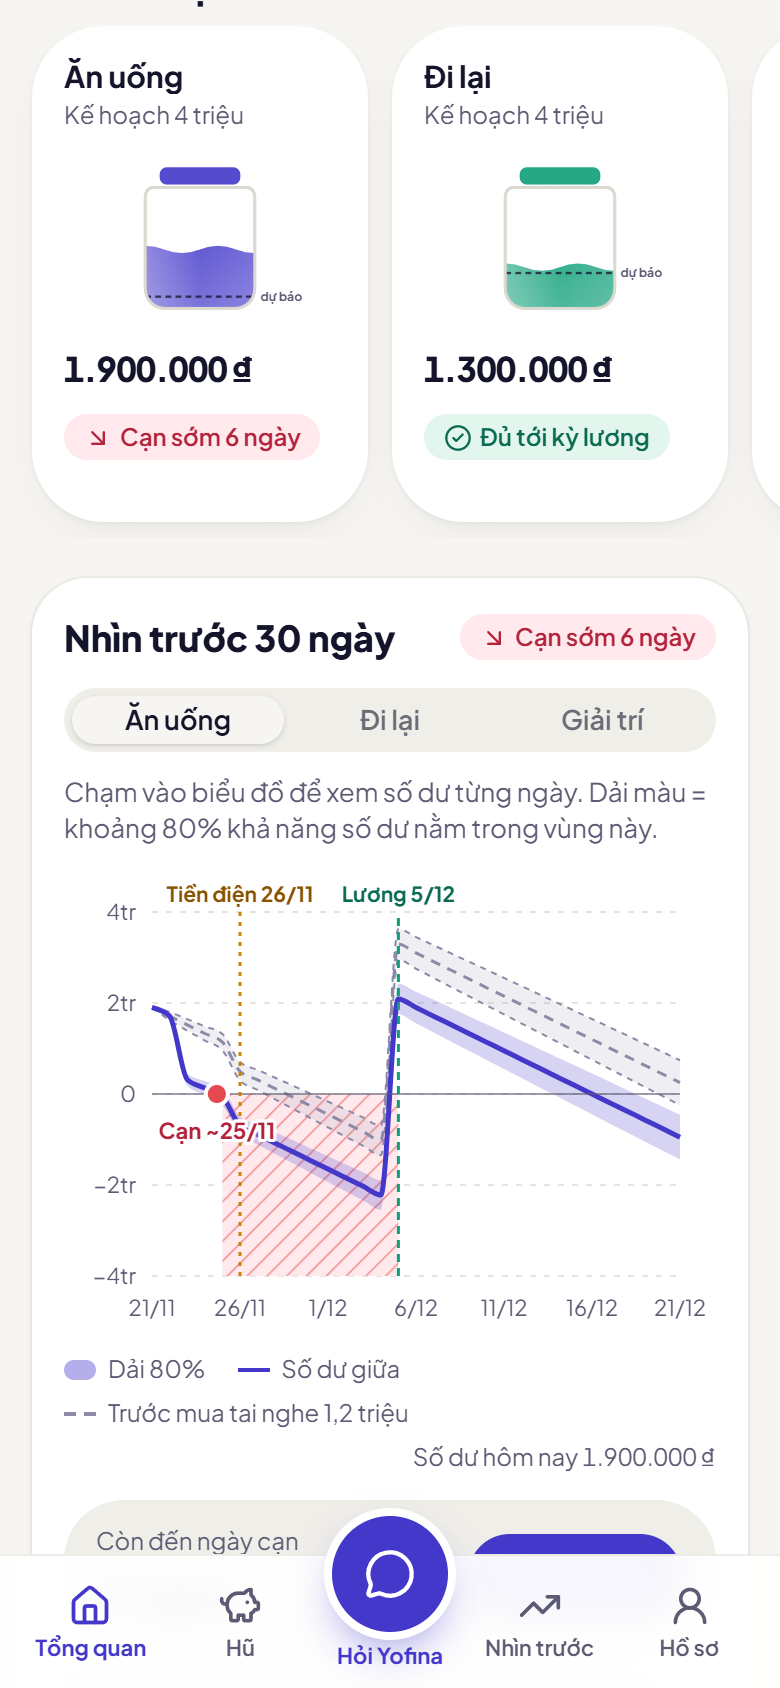 Ăn uống
Kế hoạch 4 triệu
dự báo
1.900.000 ₫
Cạn sớm 6 ngày
Đi lại
Kế hoạch 4 triệu
dự báo
1.300.000 ₫
Đủ tới kỳ lương
Nhìn trước 30 ngày
Cạn sớm 6 ngày
Ăn uống
Đi lại
Giải trí
Chạm vào biểu đồ để xem số dư từng ngày. Dải màu =
khoảng 80% khả năng số dư nằm trong vùng này.
Tiền điện 26/11
Lương 5/12
4tr
2tr
0
Cạn ~25/11
−2tr
−4tr
21/11
26/11
1/12
6/12
11/12
16/12
21/12
Dải 80%
Số dư giữa
Trước mua tai nghe 1,2 triệu
Số dư hôm nay 1.900.000 ₫
Còn đến ngày cạn
Tổng quan
Hũ
Hỏi Yofina
Nhìn trước
Hồ sơ